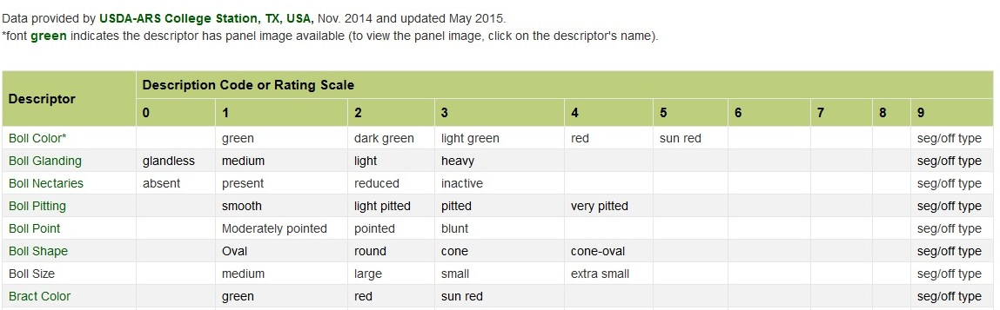 Data provided by USDA-ARS College Station, TX, USA, Nov. 2014 and updated May 2015.
*font green indicates the descriptor has panel image available (to view the panel image, click on the descriptor's name).
Descriptor Description Code or Rating Scale
0 1 2 3 4 5 6 7 8 9
Boll Color* green dark green light green red sun red seg/off type
Boll Glanding glandless medium light heavy seg/off type
Boll Nectaries absent present reduced inactive seg/off type
Boll Pitting smooth light pitted pitted very pitted seg/off type
Boll Point Moderately pointed pointed blunt seg/off type
Boll Shape Oval round cone cone-oval seg/off type
Boll Size medium large small extra small seg/off type
Bract Color green red sun red seg/off type